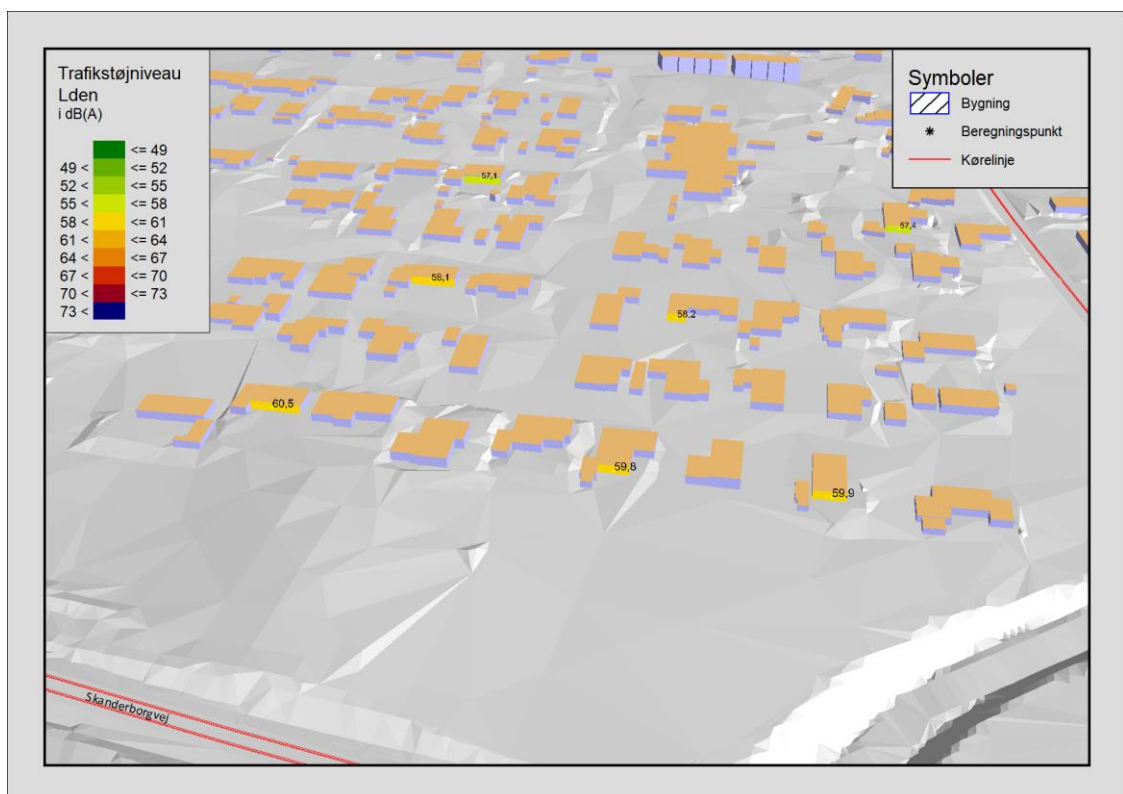 Trafikstøjniveau
Lden
i dB(A)
<= 49
49 < <= 52
52 < <= 55
55 < <= 58
58 < <= 61
61 < <= 64
64 < <= 67
67 < <= 70
70 < <= 73
73 <
Symboler
Bygning
Beregningspunkt
Kørelinje
57,1
57,4
58,1
58,2
60,5
59,8
59,9
Skanderborgvej